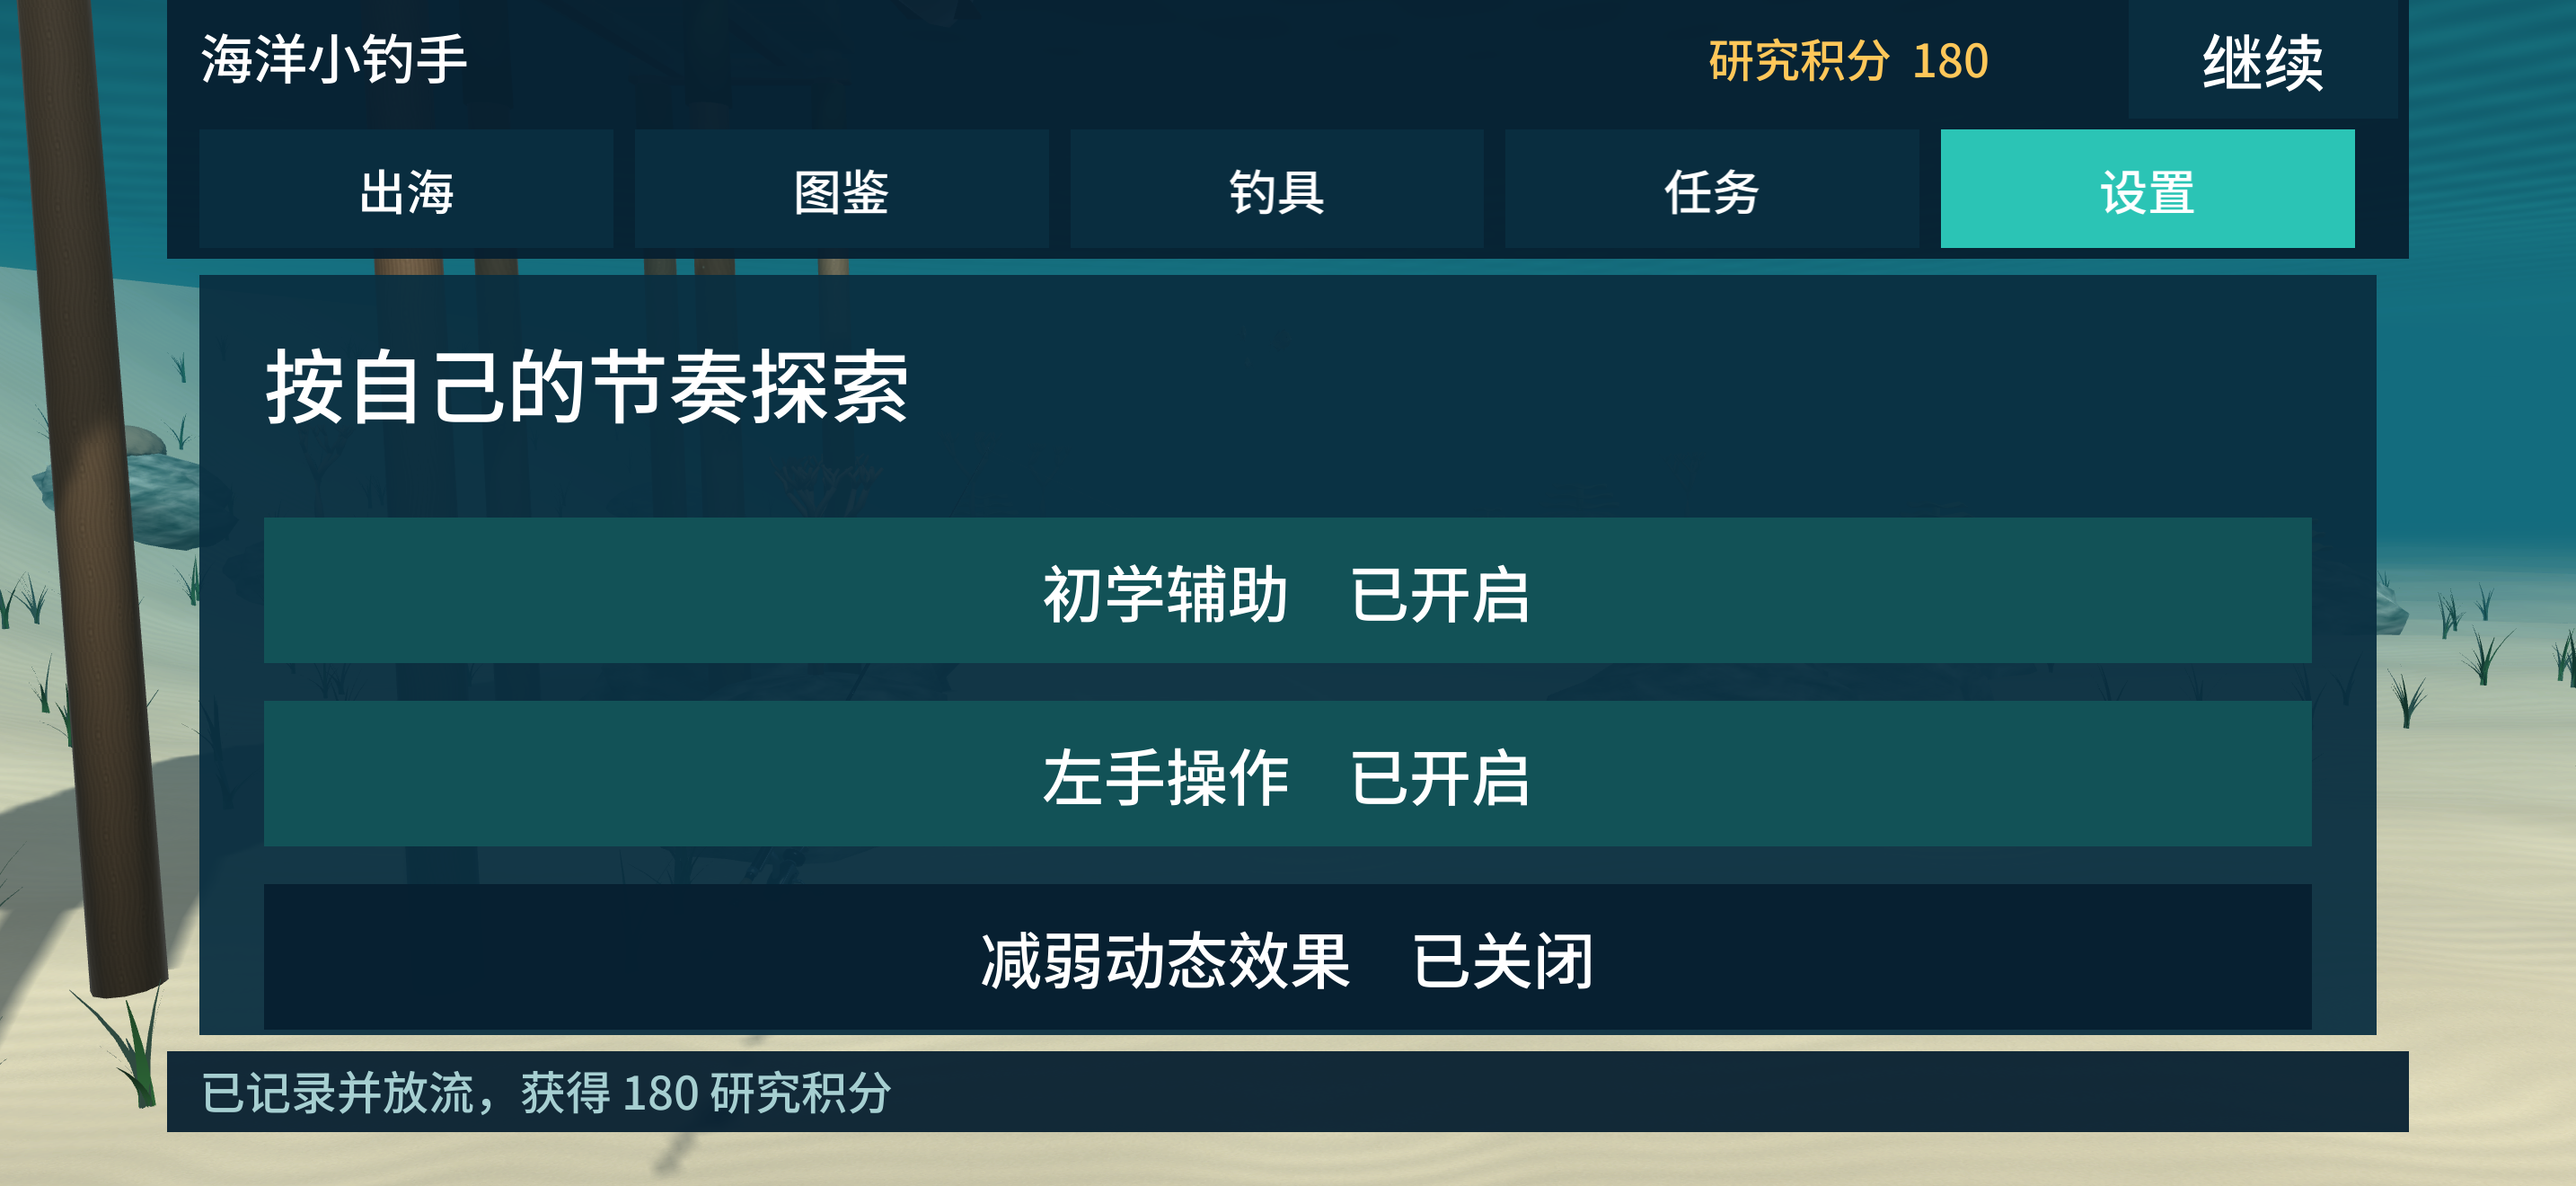 海洋小钓手
研究积分 180
继续
出海
图鉴
钓具
任务
设置
按自己的节奏探索
初学辅助 已开启
左手操作 已开启
减弱动态效果 已关闭
已记录并放流，获得 180 研究积分